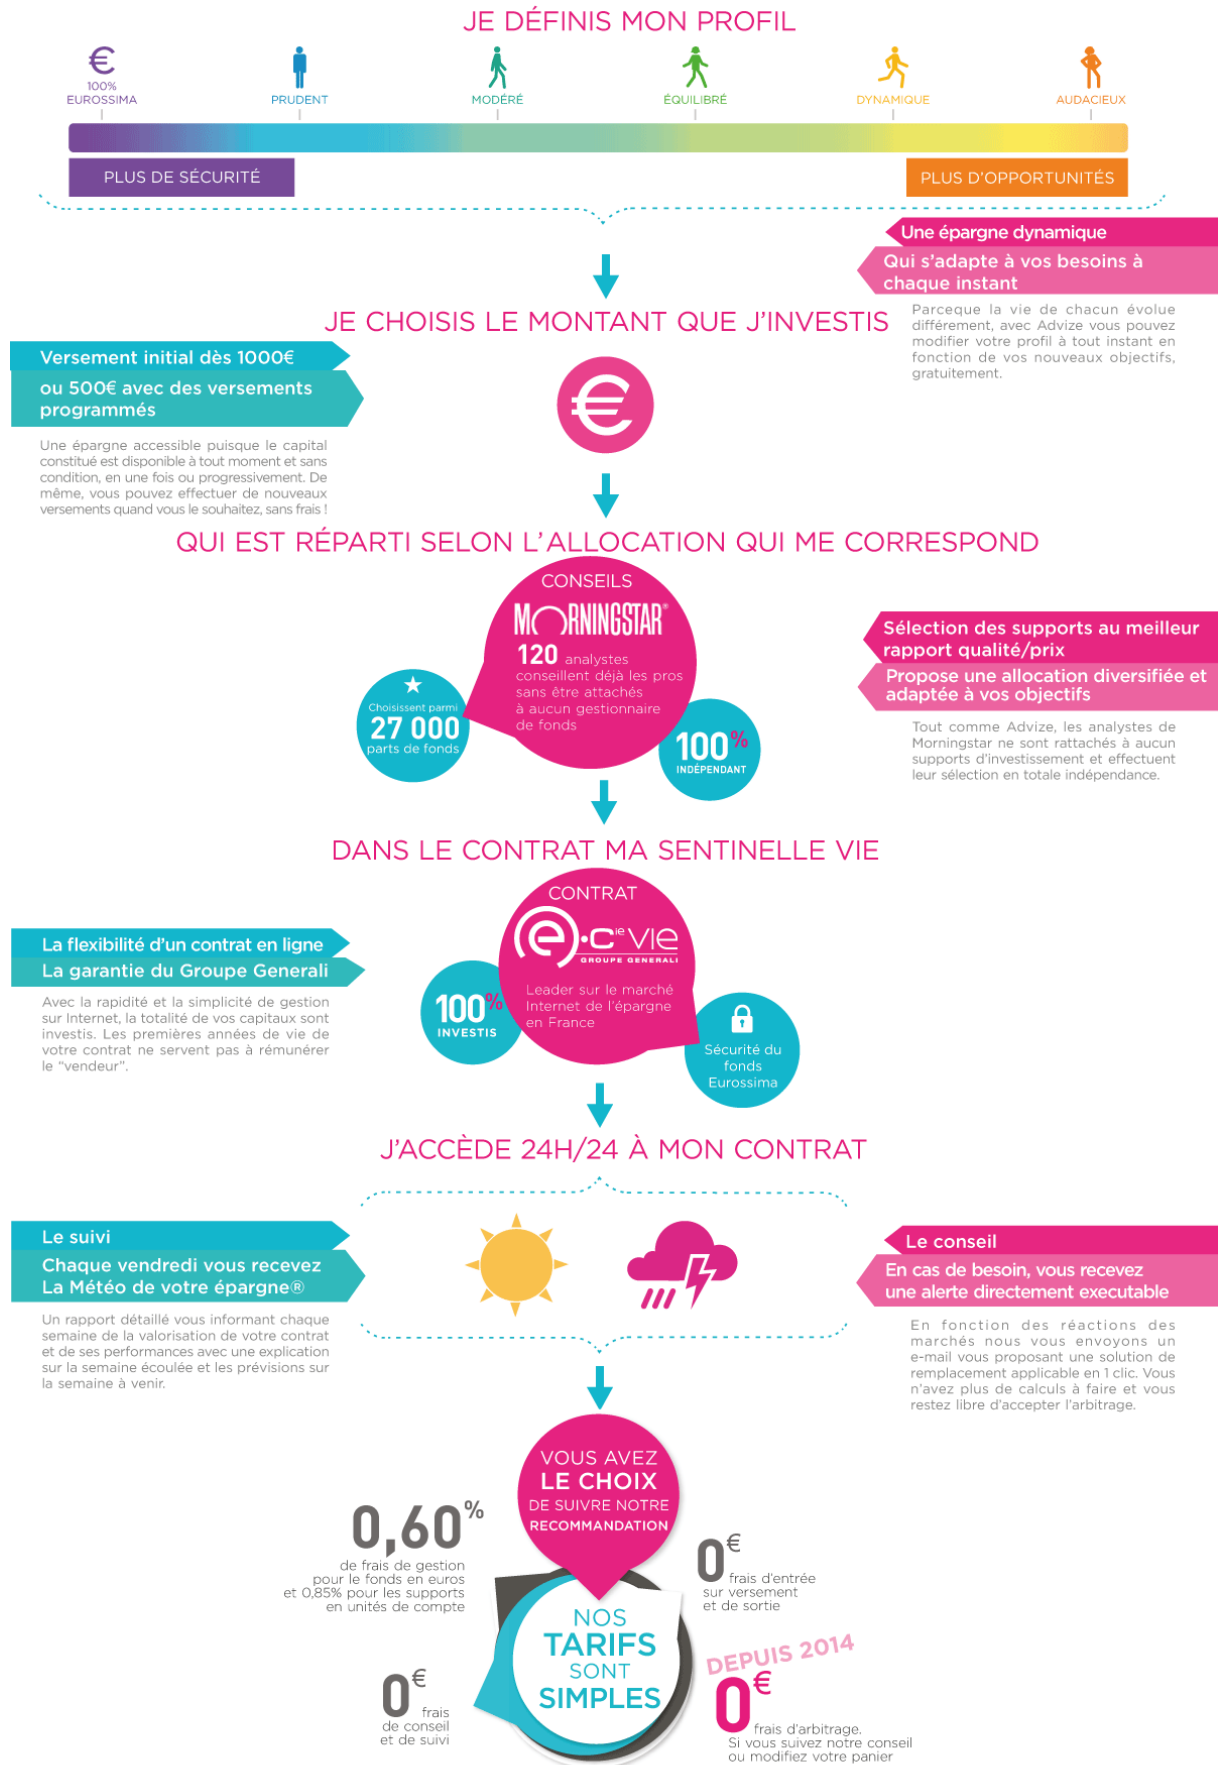 JE DÉFINIS MON PROFIL
€
100%
EUROSSIMA
PRUDENT
MODÉRÉ
ÉQUILIBRÉ
DYNAMIQUE
AUDACIEUX
PLUS DE SÉCURITÉ
PLUS D'OPPORTUNITÉS
Une épargne dynamique
Qui s'adapte à vos besoins à
chaque instant
Parceque la vie de chacun évolue
différement, avec Advize vous pouvez
modifier votre profil à tout instant en
fonction de vos nouveaux objectifs,
gratuitement.
JE CHOISIS LE MONTANT QUE J'INVESTIS
€
Versement initial dès 1000€
ou 500€ avec des versements
programmés
Une épargne accessible puisque le capital
constitué est disponible à tout moment et sans
condition, en une fois ou progressivement. De
même, vous pouvez effectuer de nouveaux
versements quand vous le souhaitez, sans frais !
QUI EST RÉPARTI SELON L'ALLOCATION QUI ME CORRESPOND
CONSEILS
MORNINGSTAR®
120 analystes
conseillent déjà les pros
sans être attachés
à aucun gestionnaire
de fonds
Choisissent parmi
27 000
parts de fonds
100%
INDÉPENDANT
Sélection des supports au meilleur
rapport qualité/prix
Propose une allocation diversifiée et
adaptée à vos objectifs
Tout comme Advize, les analystes de
Morningstar ne sont rattachés à aucun
supports d'investissement et effectuent
leur sélection en totale indépendance.
DANS LE CONTRAT MA SENTINELLE VIE
CONTRAT
e·Cie VIE
GROUPE GENERALI
Leader sur le marché
Internet de l'épargne
en France
100%
INVESTIS
Sécurité du
fonds
Eurossima
La flexibilité d'un contrat en ligne
La garantie du Groupe Generali
Avec la rapidité et la simplicité de gestion
sur Internet, la totalité de vos capitaux sont
investis. Les premières années de vie de
votre contrat ne servent pas à rémunérer
le "vendeur".
J'ACCÈDE 24H/24 À MON CONTRAT
Le suivi
Chaque vendredi vous recevez
La Météo de votre épargne®
Un rapport détaillé vous informant chaque
semaine de la valorisation de votre contrat
et de ses performances avec une explication
sur la semaine écoulée et les prévisions sur
la semaine à venir.
Le conseil
En cas de besoin, vous recevez
une alerte directement executable
En fonction des réactions des
marchés nous vous envoyons un
e-mail vous proposant une solution de
remplacement applicable en 1 clic. Vous
n'avez plus de calculs à faire et vous
restez libre d'accepter l'arbitrage.
VOUS AVEZ
LE CHOIX
DE SUIVRE NOTRE
RECOMMANDATION
0,60%
de frais de gestion
pour le fonds en euros
et 0,85% pour les supports
en unités de compte
0€
frais d'entrée
sur versement
et de sortie
NOS
TARIFS
SONT
SIMPLES
0€
frais
de conseil
et de suivi
DEPUIS 2014
0€
frais d'arbitrage.
Si vous suivez notre conseil
ou modifiez votre panier